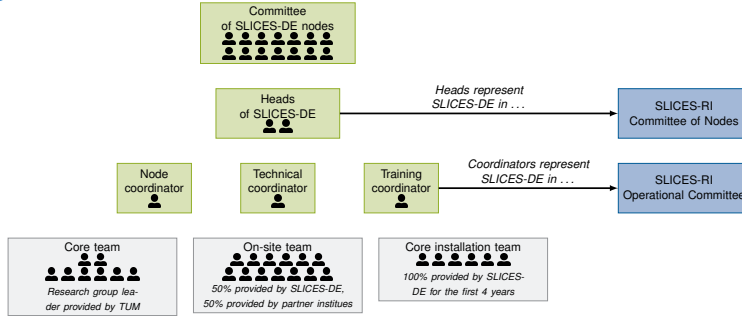 Committee
of SLICES-DE nodes
Heads
of SLICES-DE
Heads represent
SLICES-DE in . . .
SLICES-RI
Committee of Nodes
Node
coordinator
Technical
coordinator
Training
coordinator
Coordinators represent
SLICES-DE in . . .
SLICES-RI
Operational Committee
Core team
Research group lea-
der provided by TUM
On-site team
50% provided by SLICES-DE,
50% provided by partner institues
Core installation team
100% provided by SLICES-
DE for the first 4 years